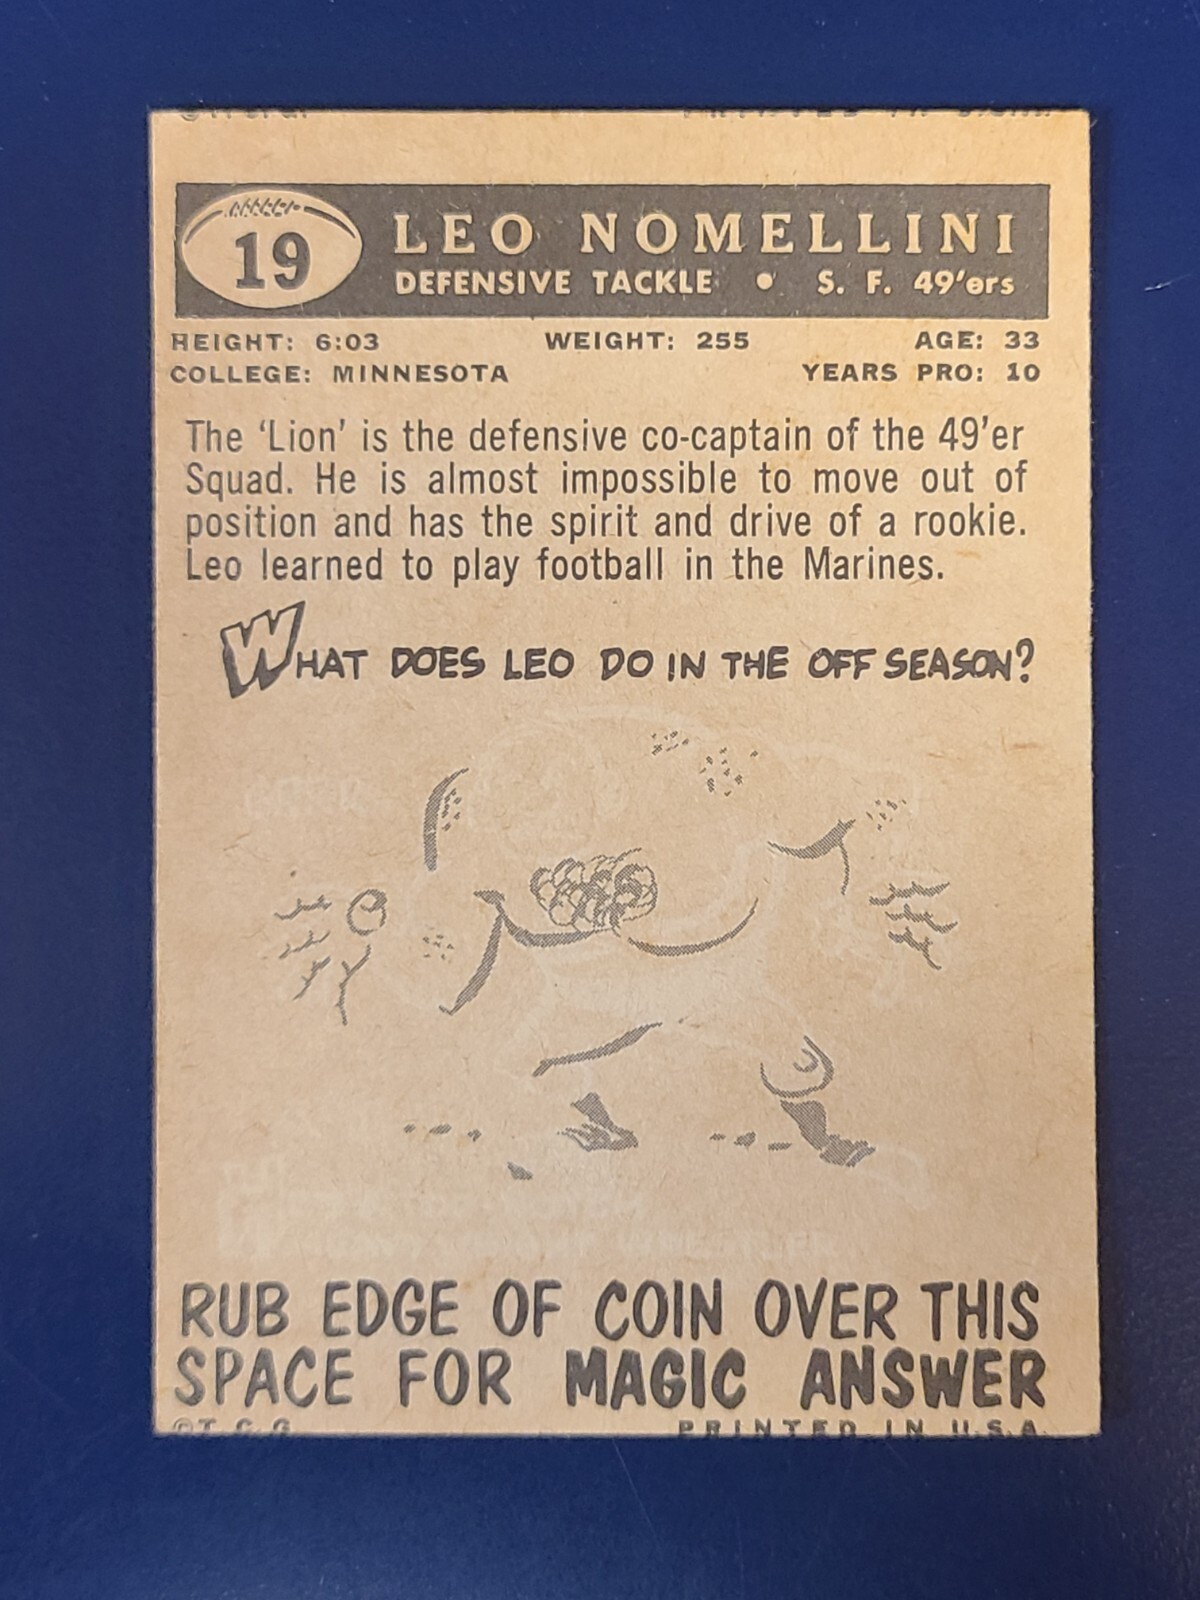 19
LEO NOMELLINI
DEFENSIVE TACKLE • S. F. 49'ers
HEIGHT: 6:03 WEIGHT: 255 AGE: 33
COLLEGE: MINNESOTA YEARS PRO: 10
The 'Lion' is the defensive co-captain of the 49'er
Squad. He is almost impossible to move out of
position and has the spirit and drive of a rookie.
Leo learned to play football in the Marines.
WHAT DOES LEO DO IN THE OFF SEASON?
RUB EDGE OF COIN OVER THIS
SPACE FOR MAGIC ANSWER
©T.C.G. PRINTED IN U.S.A.